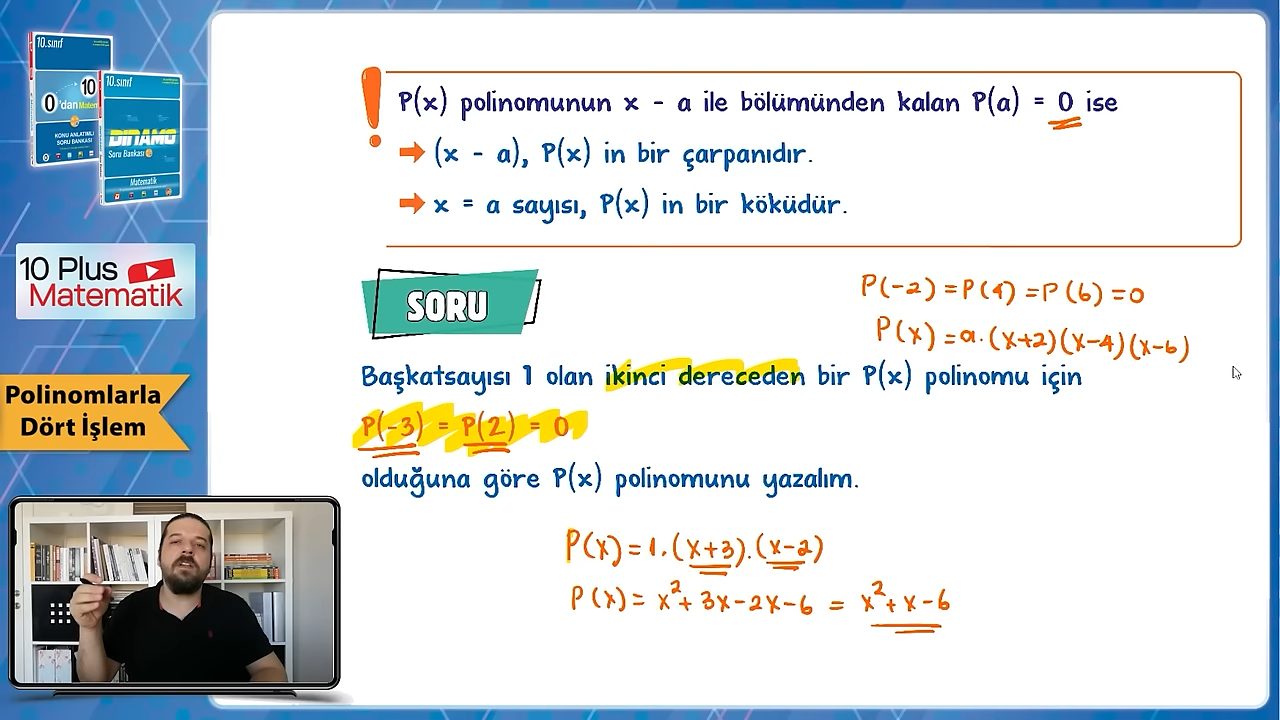 10.sınıf
0'dan 10
Matem
KONU ANLATIMLI
SORU BANKASI
10.sınıf
DINAMO
Soru Bankası
Matematik
10 Plus
Matematik
Polinomlarla
Dört İşlem
P(x) polinomunun x - a ile bölümünden kalan P(a) = 0 ise
(x - a), P(x) in bir çarpanıdır.
x = a sayısı, P(x) in bir köküdür.
SORU
P(-2) = P(4) = P(6) = 0
P(x) = a.(x+2)(x-4)(x-6)
Başkatsayısı 1 olan ikinci dereceden bir P(x) polinomu için
P(-3) = P(2) = 0
olduğuna göre P(x) polinomunu yazalım.
P(x) = 1.(x+3).(x-2)
P(x) = x²+3x-2x-6 = x²+x-6